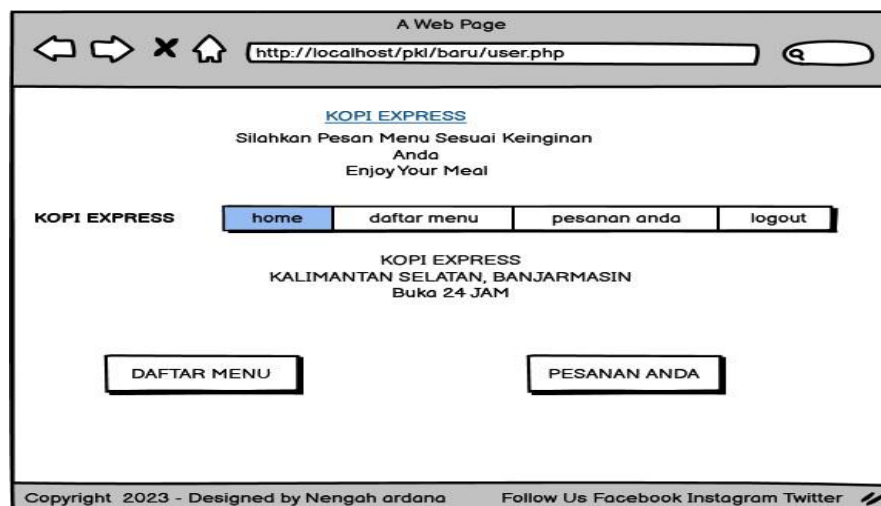 A Web Page
http://localhost/pkl/baru/user.php
KOPI EXPRESS
Silahkan Pesan Menu Sesuai Keinginan
Anda
Enjoy Your Meal
KOPI EXPRESS home daftar menu pesanan anda logout
KOPI EXPRESS
KALIMANTAN SELATAN, BANJARMASIN
Buka 24 JAM
DAFTAR MENU PESANAN ANDA
Copyright 2023 - Designed by Nengah ardana Follow Us Facebook Instagram Twitter